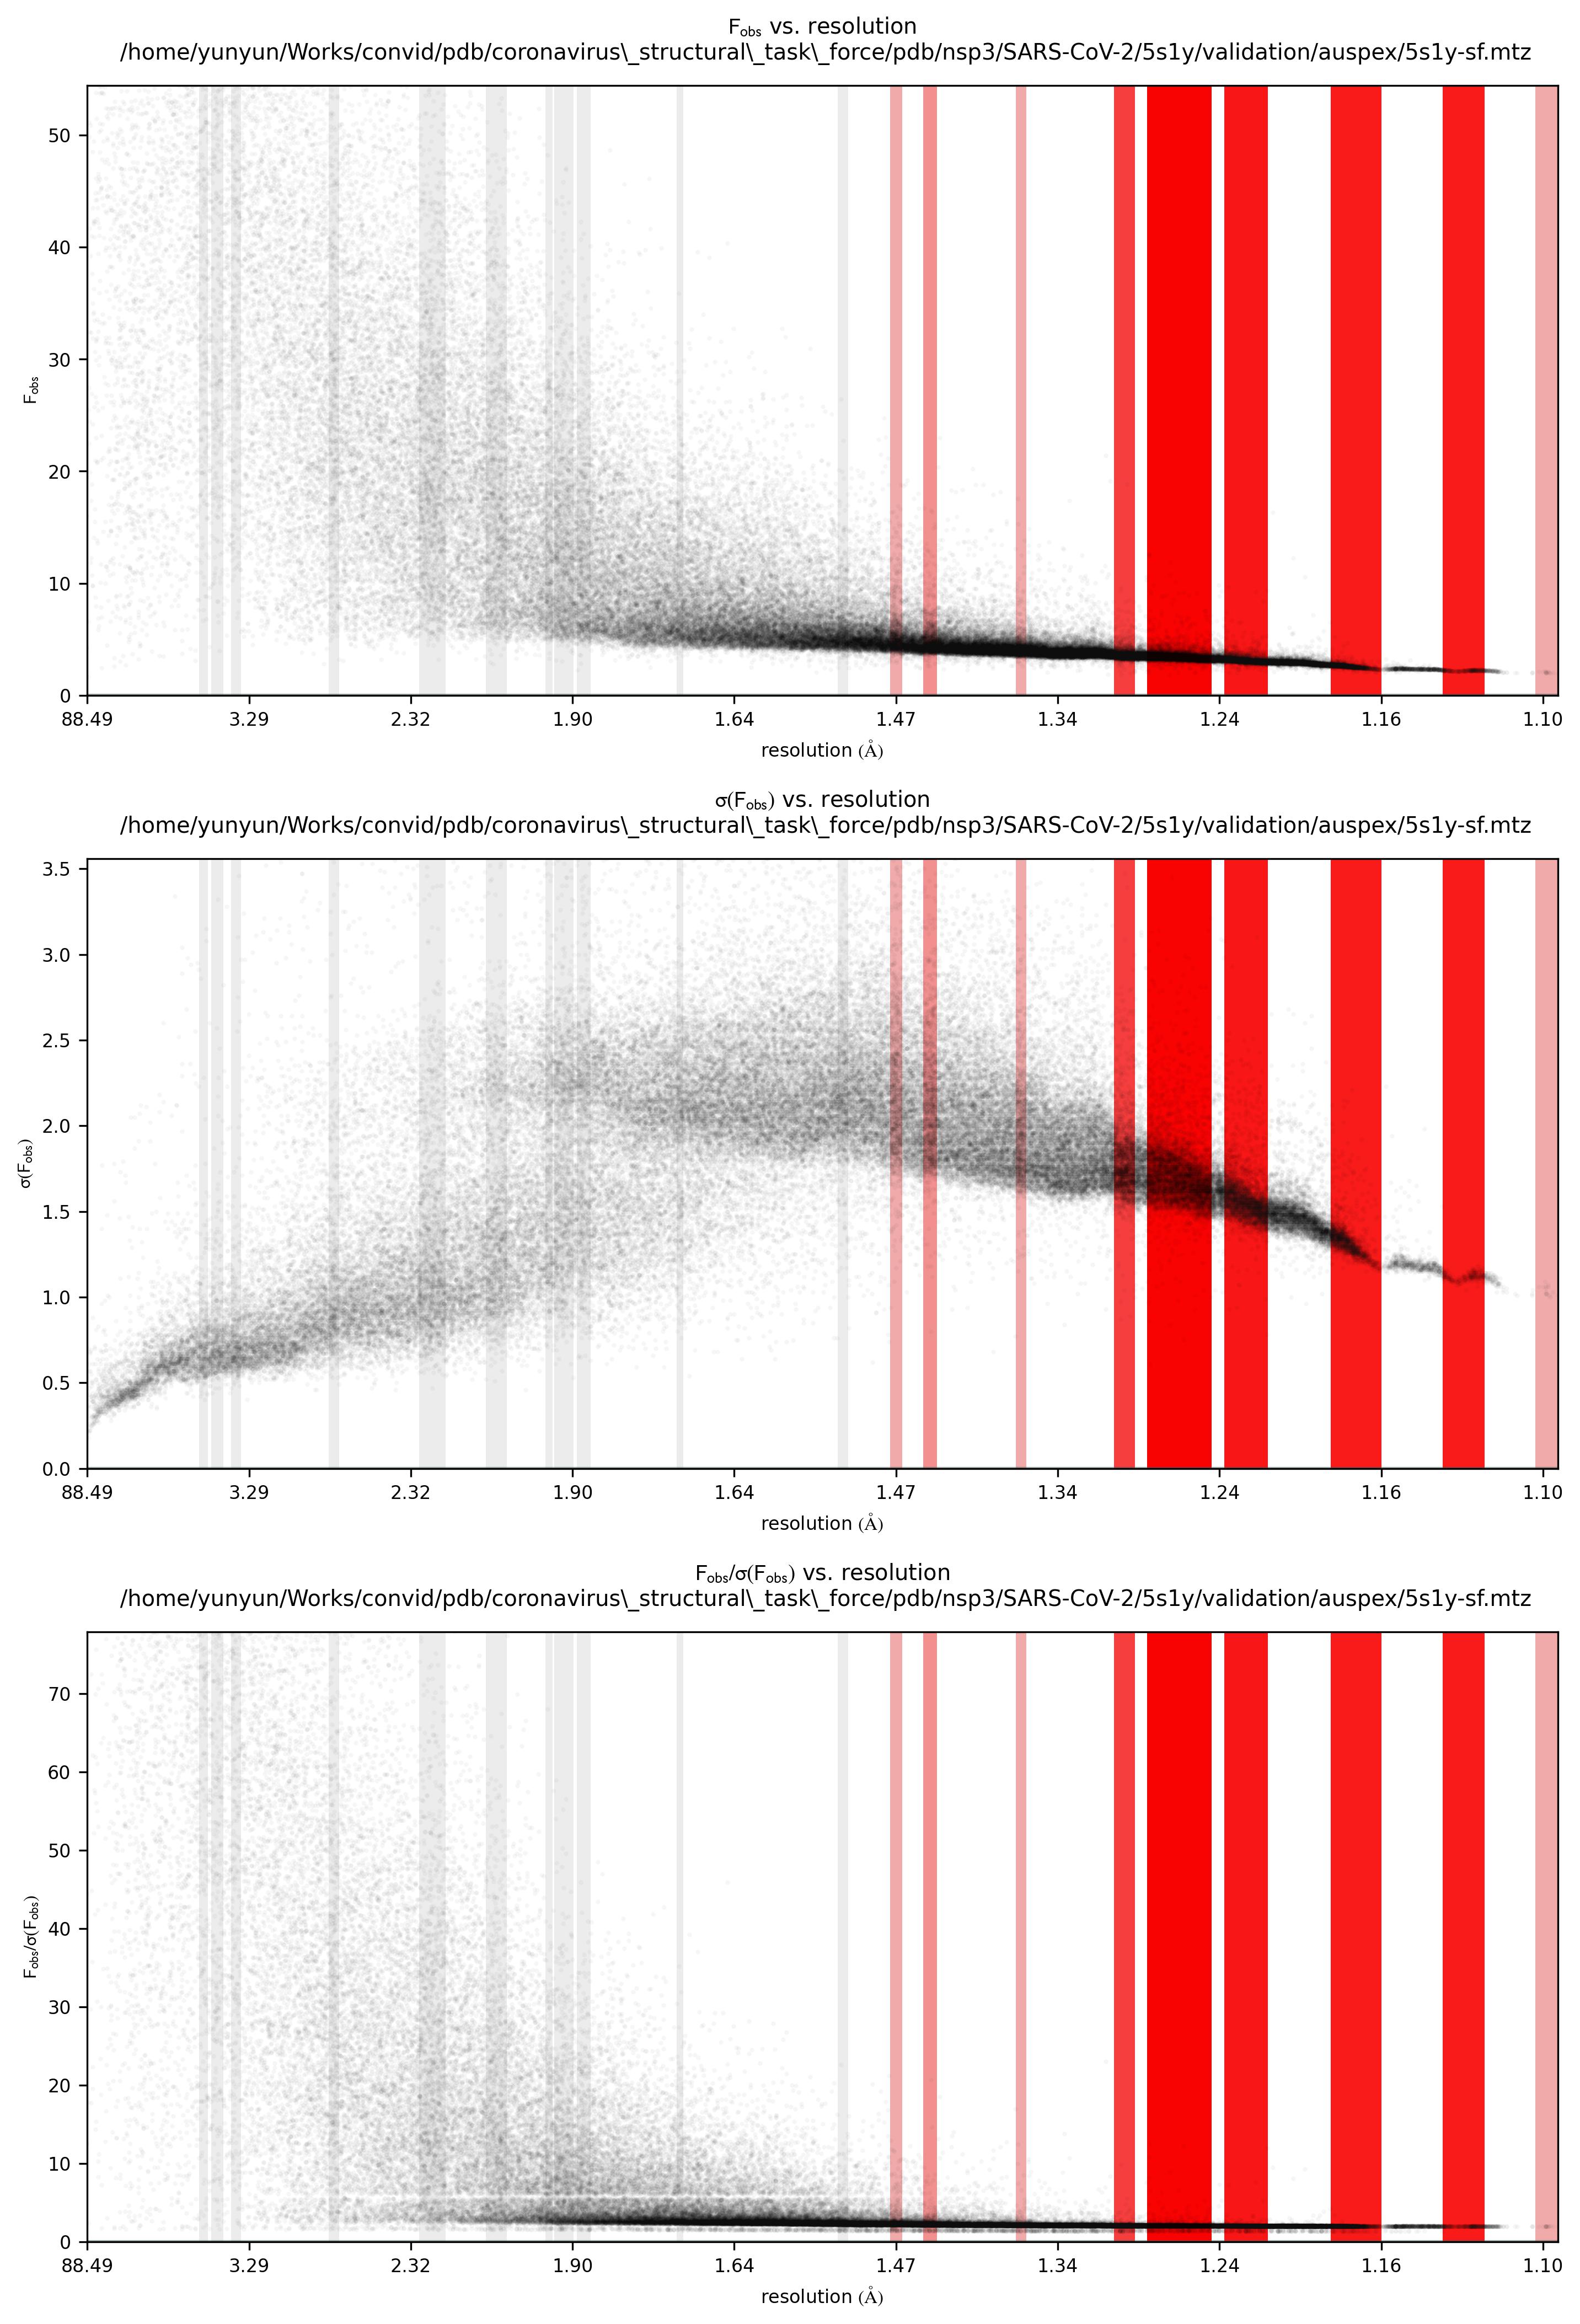 F_obs vs. resolution
/home/yunyun/Works/convid/pdb/coronavirus\_structural\_task\_force/pdb/nsp3/SARS-CoV-2/5s1y/validation/auspex/5s1y-sf.mtz
50
40
30
20
10
0
F_obs
88.49 3.29 2.32 1.90 1.64 1.47 1.34 1.24 1.16 1.10
resolution (Å)
σ(F_obs) vs. resolution
/home/yunyun/Works/convid/pdb/coronavirus\_structural\_task\_force/pdb/nsp3/SARS-CoV-2/5s1y/validation/auspex/5s1y-sf.mtz
3.5
3.0
2.5
2.0
1.5
1.0
0.5
0.0
σ(F_obs)
88.49 3.29 2.32 1.90 1.64 1.47 1.34 1.24 1.16 1.10
resolution (Å)
F_obs/σ(F_obs) vs. resolution
/home/yunyun/Works/convid/pdb/coronavirus\_structural\_task\_force/pdb/nsp3/SARS-CoV-2/5s1y/validation/auspex/5s1y-sf.mtz
70
60
50
40
30
20
10
0
F_obs/σ(F_obs)
88.49 3.29 2.32 1.90 1.64 1.47 1.34 1.24 1.16 1.10
resolution (Å)